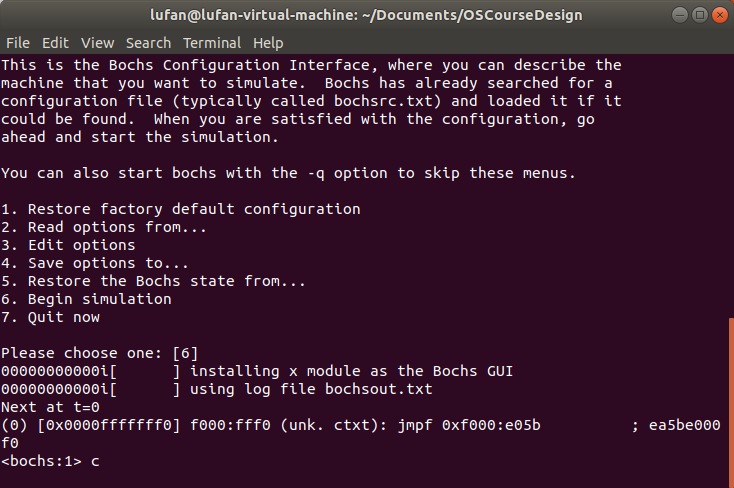 lufan@lufan-virtual-machine: ~/Documents/OSCourseDesign
File Edit View Search Terminal Help
This is the Bochs Configuration Interface, where you can describe the
machine that you want to simulate.  Bochs has already searched for a
configuration file (typically called bochsrc.txt) and loaded it if it
could be found.  When you are satisfied with the configuration, go
ahead and start the simulation.
You can also start bochs with the -q option to skip these menus.
1. Restore factory default configuration
2. Read options from...
3. Edit options
4. Save options to...
5. Restore the Bochs state from...
6. Begin simulation
7. Quit now
Please choose one: [6]
00000000000i[      ] installing x module as the Bochs GUI
00000000000i[      ] using log file bochsout.txt
Next at t=0
(0) [0x0000fffffff0] f000:fff0 (unk. ctxt): jmpf 0xf000:e05b          ; ea5be000
f0
<bochs:1> c